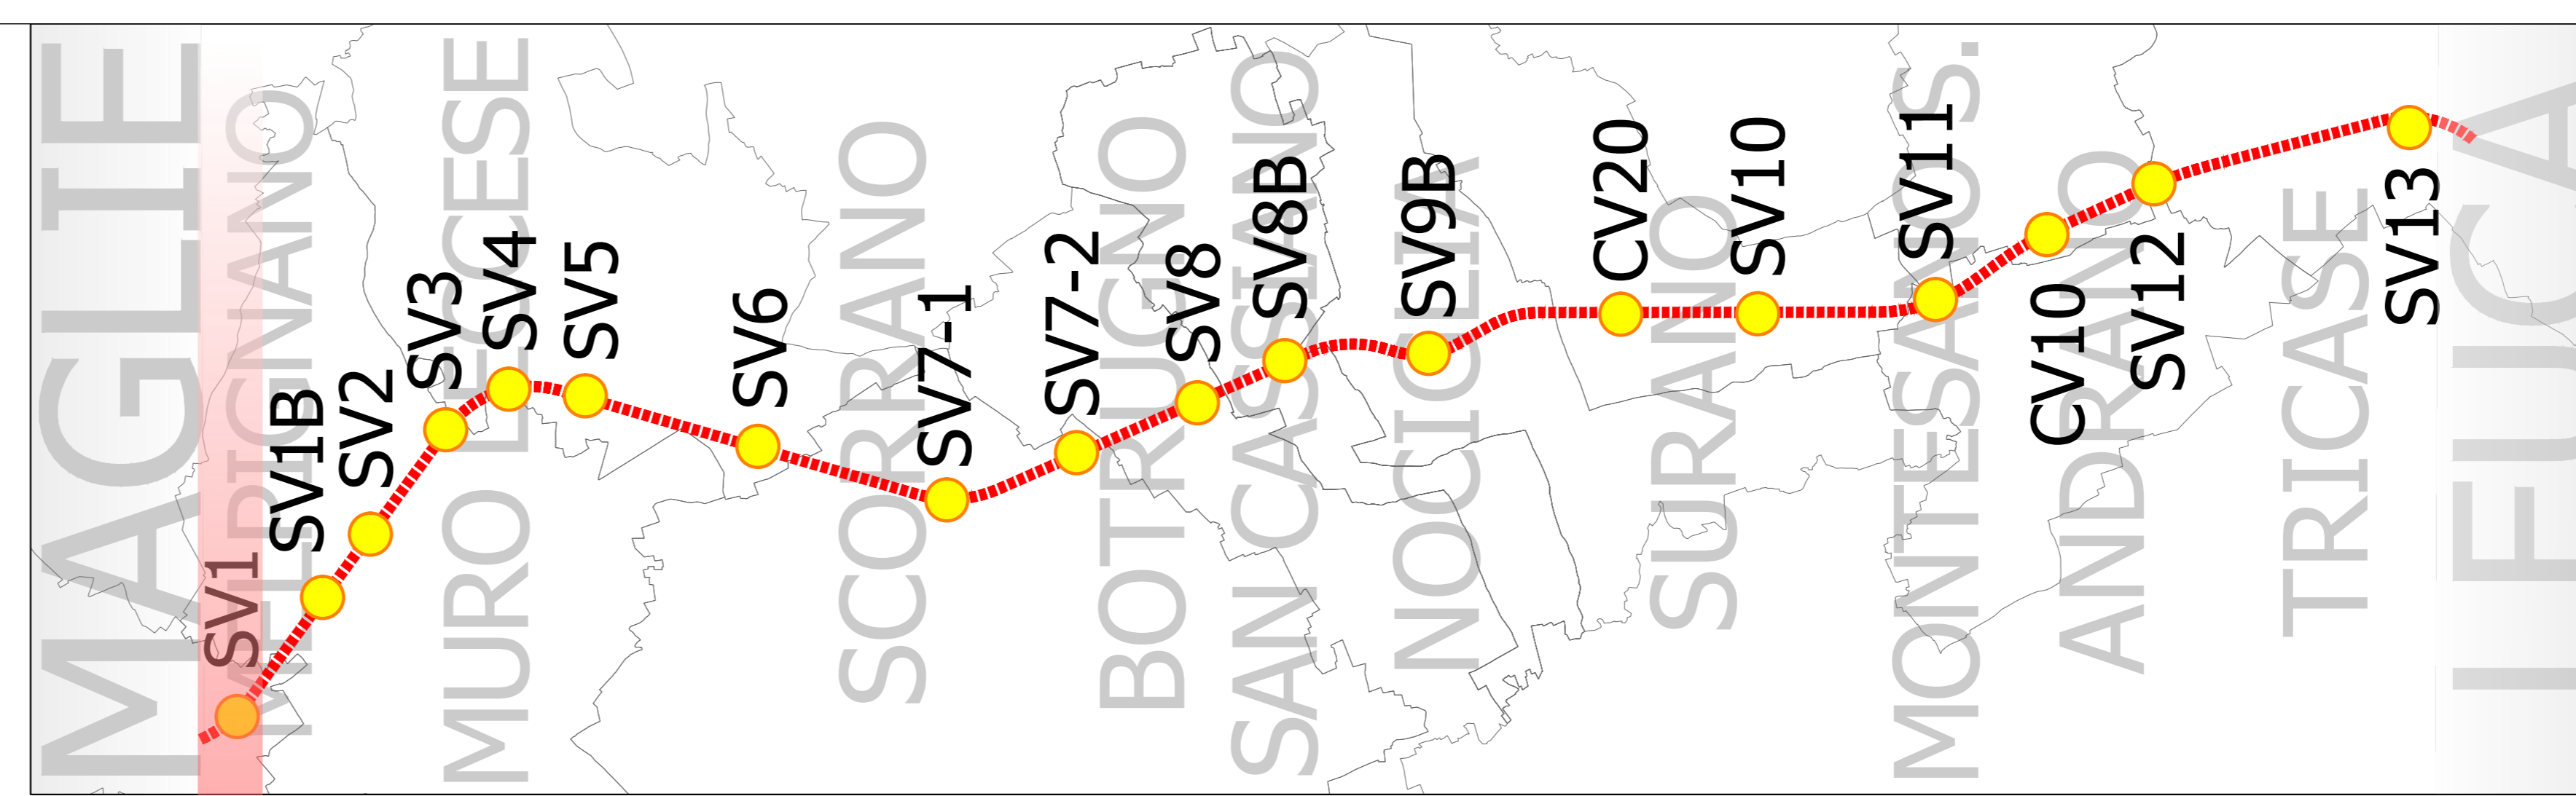 MAGLIE
MELPIGNANO
MURO LECCESE
SCORRANO
BOTRUGNO
SAN CASSIANO
NOCIGLIA
SURANO
MONTESANO S.
ANDRANO
TRICASE
LEUCA
SV1
SV1B
SV2
SV3
SV4
SV5
SV6
SV7-1
SV7-2
SV8
SV8B
SV9B
CV20
SV10
SV11
CV10
SV12
SV13